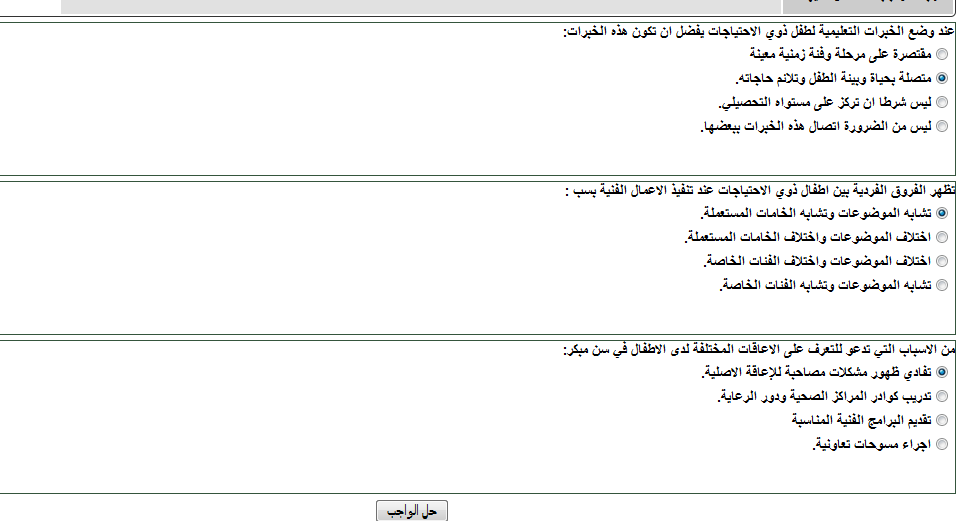 عند وضع الخبرات التعليمية لطفل ذوي الاحتياجات يفضل ان تكون هذه الخبرات:
مقتصرة على مرحلة وفئة زمنية معينة
متصلة بحياة وبيئة الطفل وتلائم حاجاته.
ليس شرطا ان تركز على مستواه التحصيلي.
ليس من الضرورة اتصال هذه الخبرات ببعضها.
تظهر الفروق الفردية بين اطفال ذوي الاحتياجات عند تنفيذ الاعمال الفنية بسب :
تشابه الموضوعات وتشابه الخامات المستعملة.
اختلاف الموضوعات واختلاف الخامات المستعملة.
اختلاف الموضوعات واختلاف الفئات الخاصة.
تشابه الموضوعات وتشابه الفئات الخاصة.
من الاسباب التي تدعو للتعرف على الاعاقات المختلفة لدى الاطفال في سن مبكر:
تفادي ظهور مشكلات مصاحبة للإعاقة الاصلية.
تدريب كوادر المراكز الصحية ودور الرعاية.
تقديم البرامج الفنية المناسبة
اجراء مسوحات تعاونية.
حل الواجب